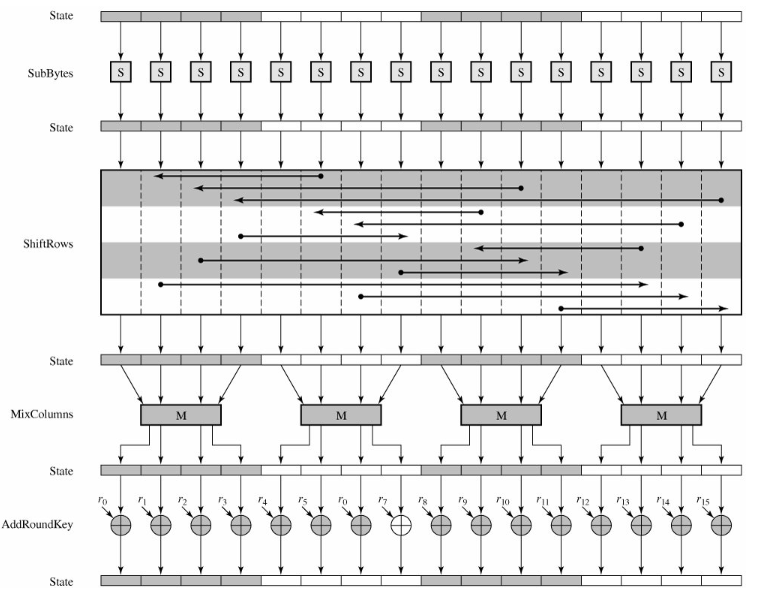 State
SubBytes S S S S S S S S S S S S S S S S
State
ShiftRows
State
MixColumns M M M M
State
r0 r1 r2 r3 r4 r5 r0 r7 r8 r9 r10 r11 r12 r13 r14 r15
AddRoundKey
State